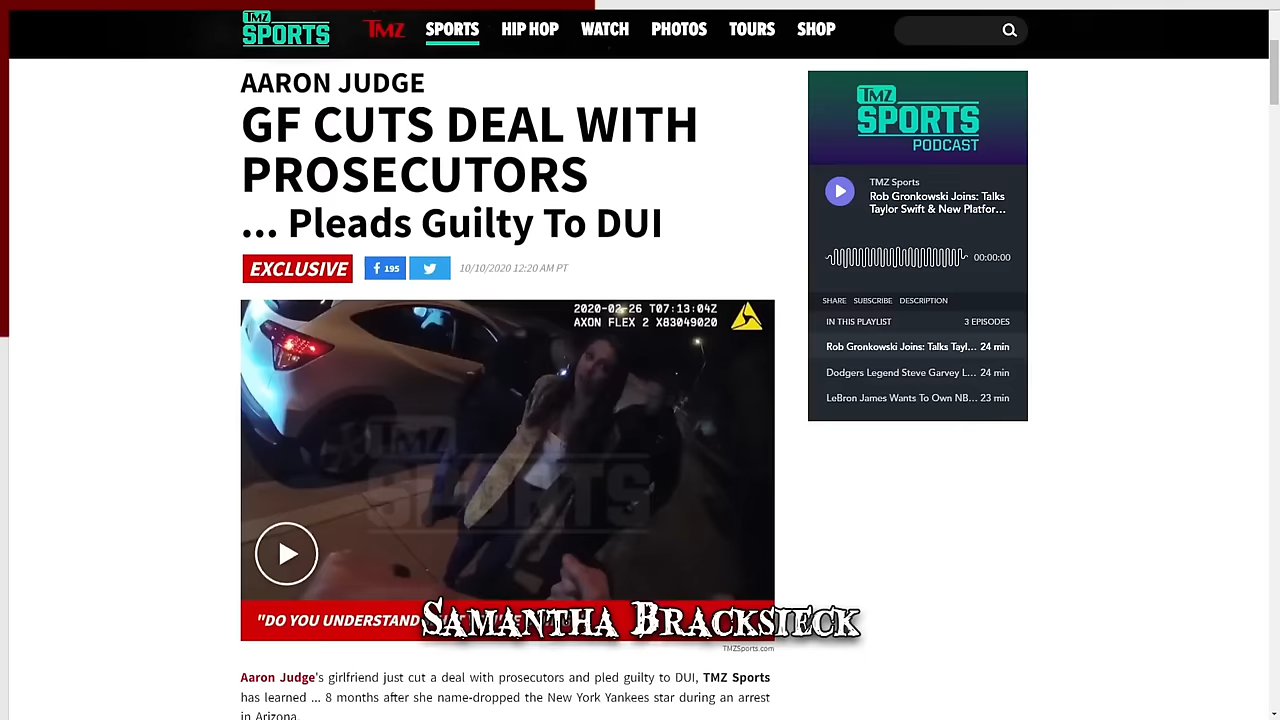 TMZ SPORTS
TMZ SPORTS HIP HOP WATCH PHOTOS TOURS SHOP
AARON JUDGE
GF CUTS DEAL WITH
PROSECUTORS
... Pleads Guilty To DUI
EXCLUSIVE
195
10/10/2020 12:20 AM PT
2020-02-26 T07:13:04Z
AXON FLEX 2 X83049020
TMZ
SPORTS
"DO YOU UNDERSTAND
SAMANTHA BRACKSIECK
TMZSports.com
Aaron Judge's girlfriend just cut a deal with prosecutors and pled guilty to DUI, TMZ Sports
has learned ... 8 months after she name-dropped the New York Yankees star during an arrest
in Arizona.
TMZ
SPORTS
PODCAST
TMZ Sports
Rob Gronkowski Joins: Talks
Taylor Swift & New Platfor...
00:00:00
SHARE SUBSCRIBE DESCRIPTION
IN THIS PLAYLIST 3 EPISODES
Rob Gronkowski Joins: Talks Tayl... 24 min
Dodgers Legend Steve Garvey L... 24 min
LeBron James Wants To Own NB... 23 min